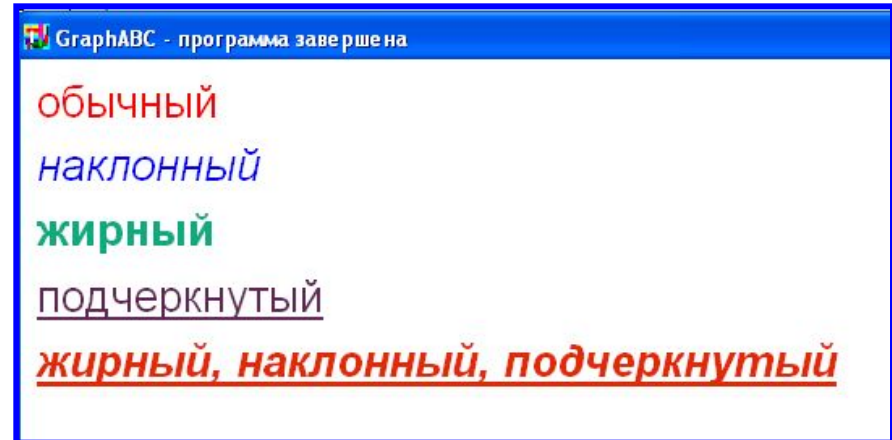 GraphABC - программа завершена
обычный
наклонный
жирный
подчеркнутый
жирный, наклонный, подчеркнутый